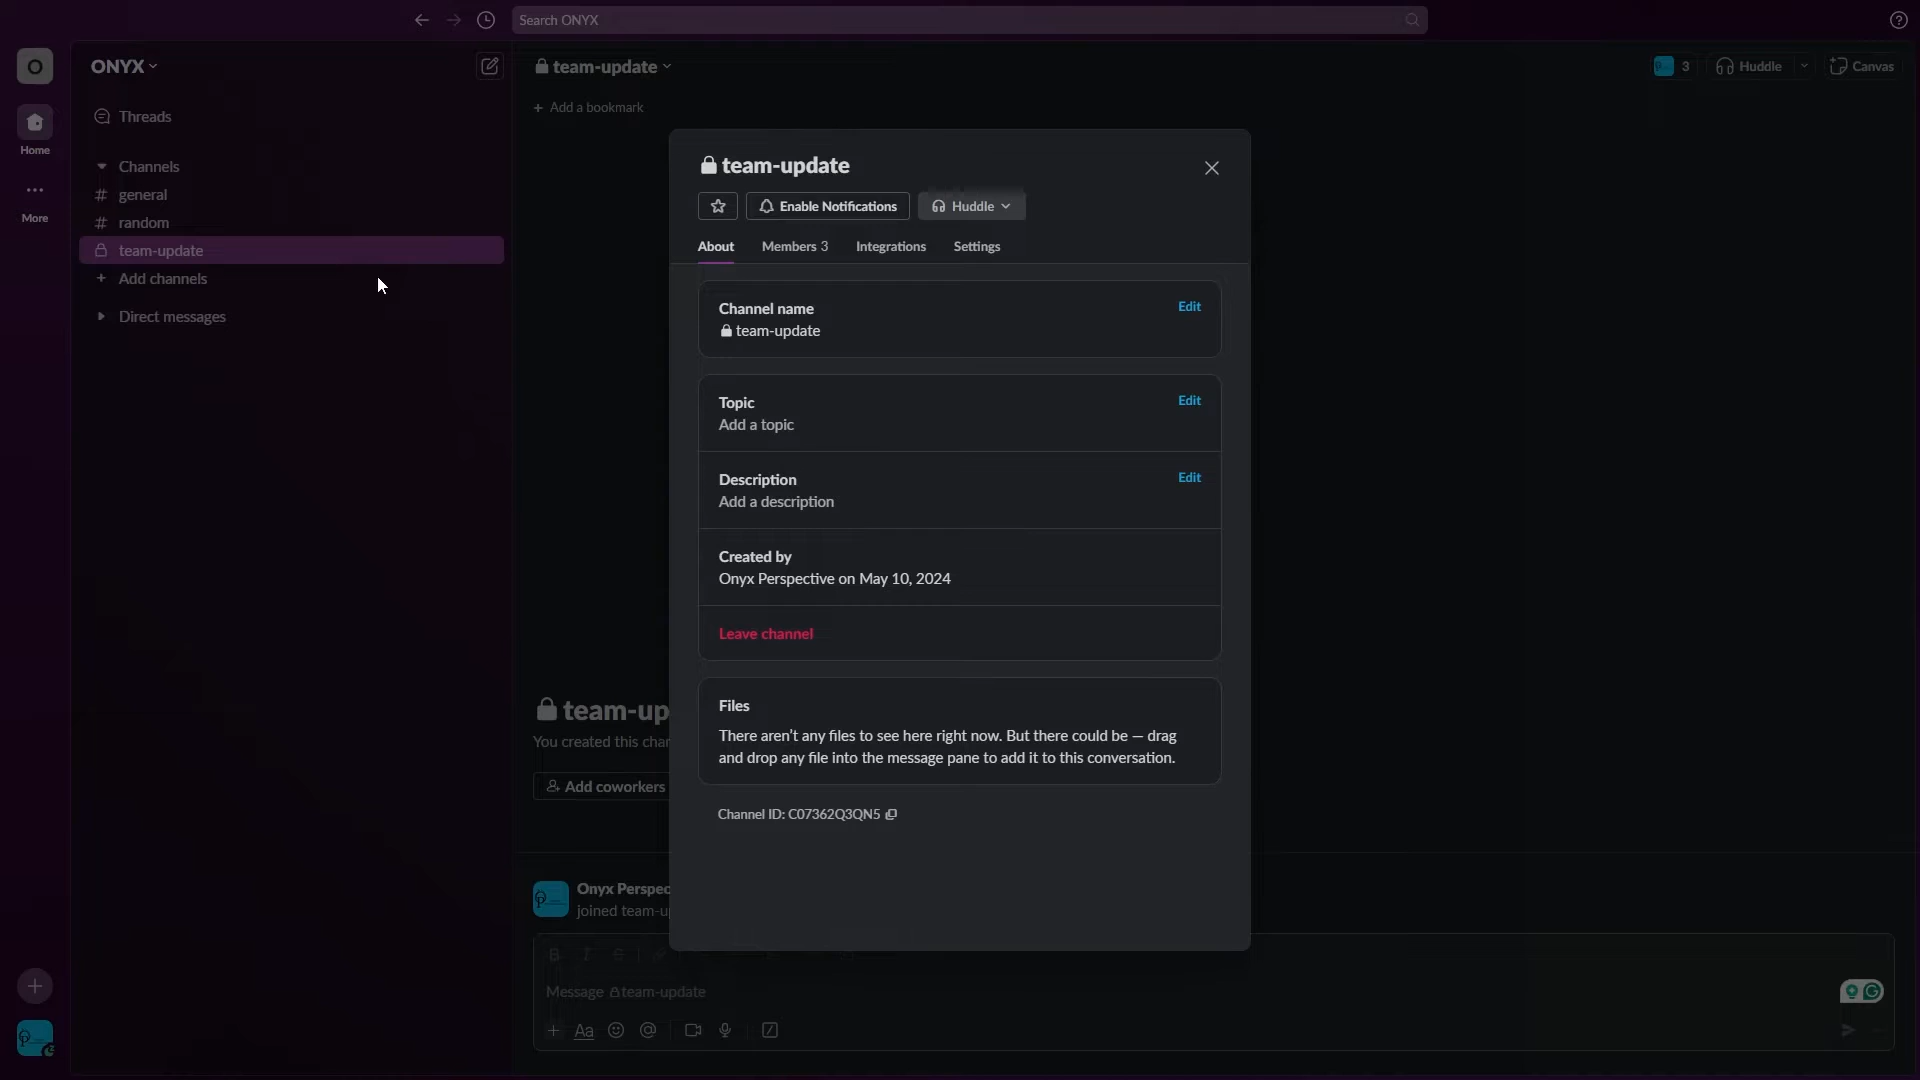 Search ONYX
O
ONYX
team-update
3
Huddle
Canvas
Home
More
Threads
Channels
general
random
team-update
Add channels
Direct messages
Add a bookmark
team-update
Enable Notifications
Huddle
About
Members 3
Integrations
Settings
Channel name
Edit
team-update
Topic
Edit
Add a topic
Description
Edit
Add a description
Created by
Onyx Perspective on May 10, 2024
Leave channel
Files
There aren't any files to see here right now. But there could be — drag
and drop any file into the message pane to add it to this conversation.
Channel ID: C07362Q3QN5
team-up
You created this chan
Add coworkers
Onyx Perspec
joined team-up
Message team-update
Aa